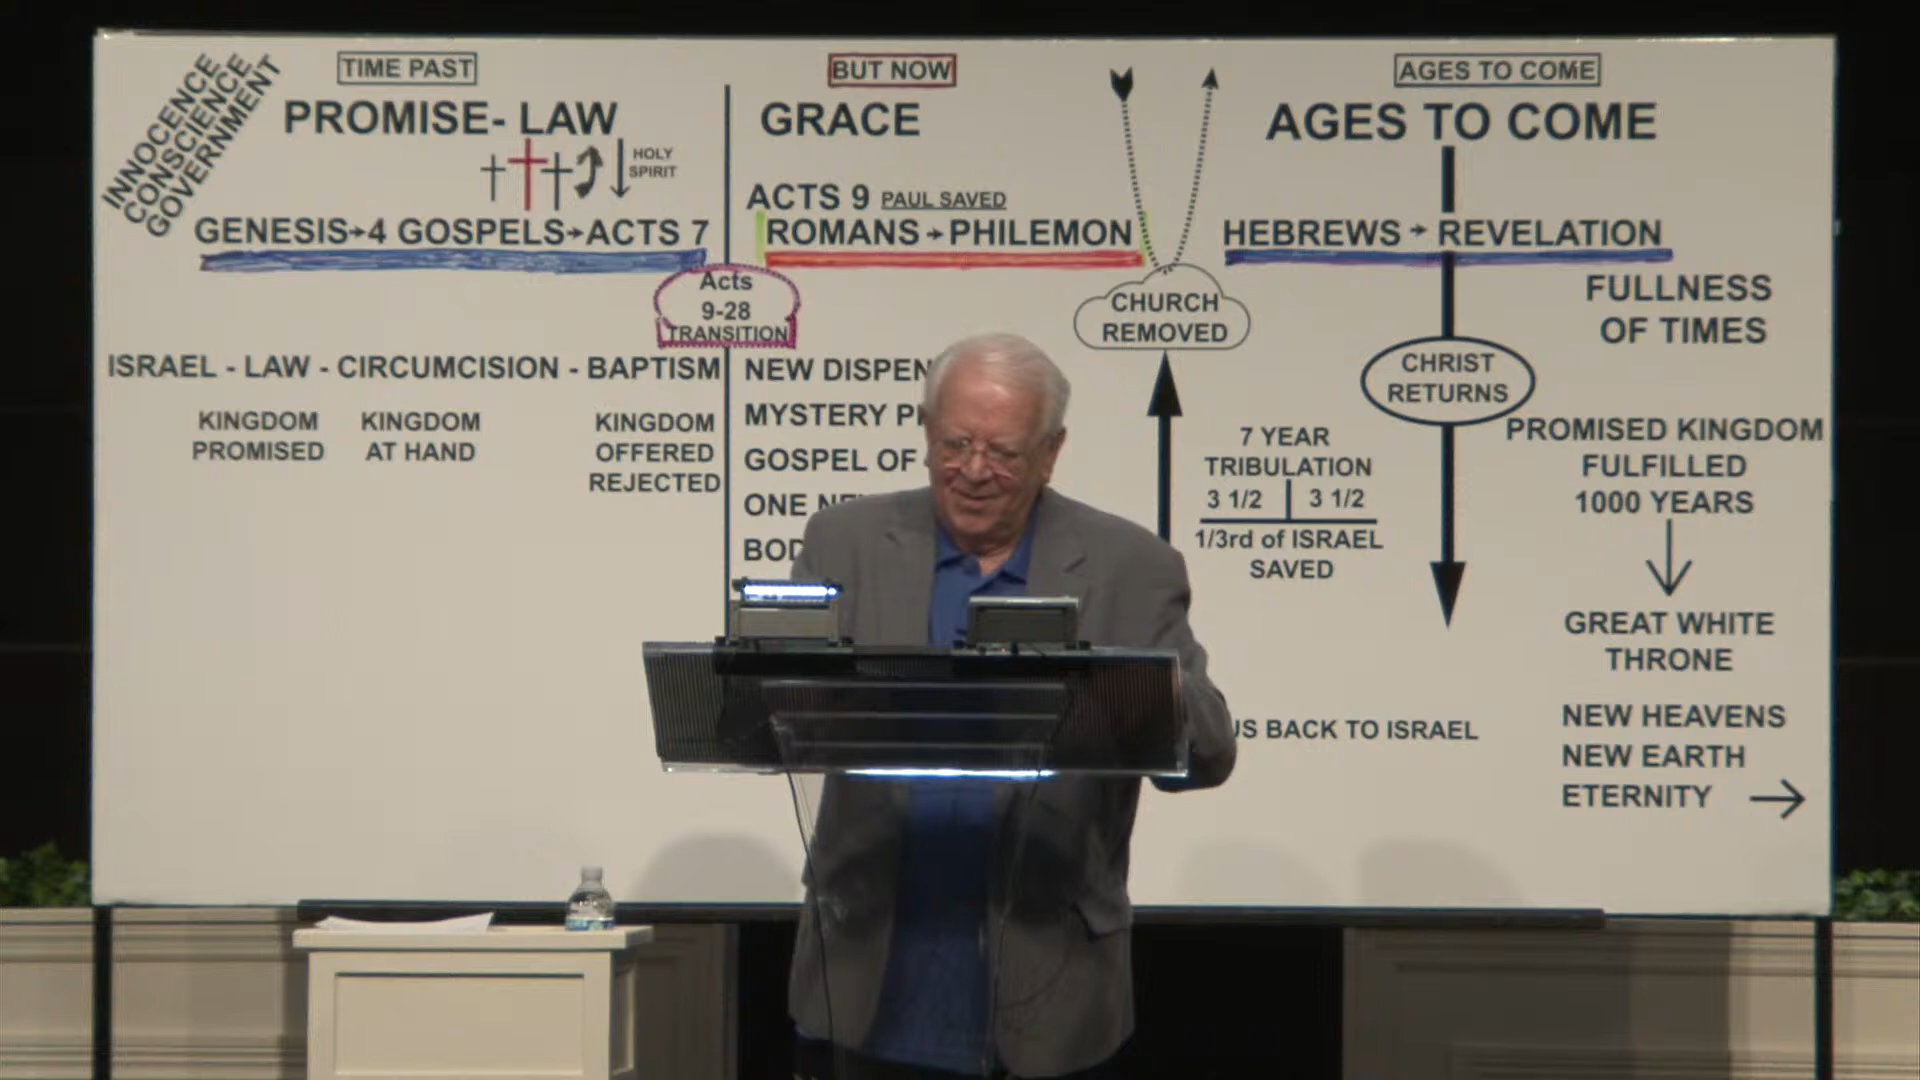 INNOCENCE
CONSCIENCE
GOVERNMENT
TIME PAST
PROMISE- LAW
HOLY
SPIRIT
GENESIS→4 GOSPELS→ACTS 7
Acts
9-28
TRANSITION
ISRAEL - LAW - CIRCUMCISION - BAPTISM
KINGDOM
PROMISED
KINGDOM
AT HAND
KINGDOM
OFFERED
REJECTED
BUT NOW
GRACE
ACTS 9 PAUL SAVED
ROMANS→PHILEMON
NEW
MYSTERY
GOSPEL OF
ONE
CHURCH
REMOVED
AGES TO COME
AGES TO COME
HEBREWS→REVELATION
FULLNESS
OF TIMES
CHRIST
RETURNS
7 YEAR
TRIBULATION
3 1/2 3 1/2
1/3rd of ISRAEL
SAVED
PROMISED KINGDOM
FULFILLED
1000 YEARS
GREAT WHITE
THRONE
BACK TO ISRAEL
NEW HEAVENS
NEW EARTH
ETERNITY →